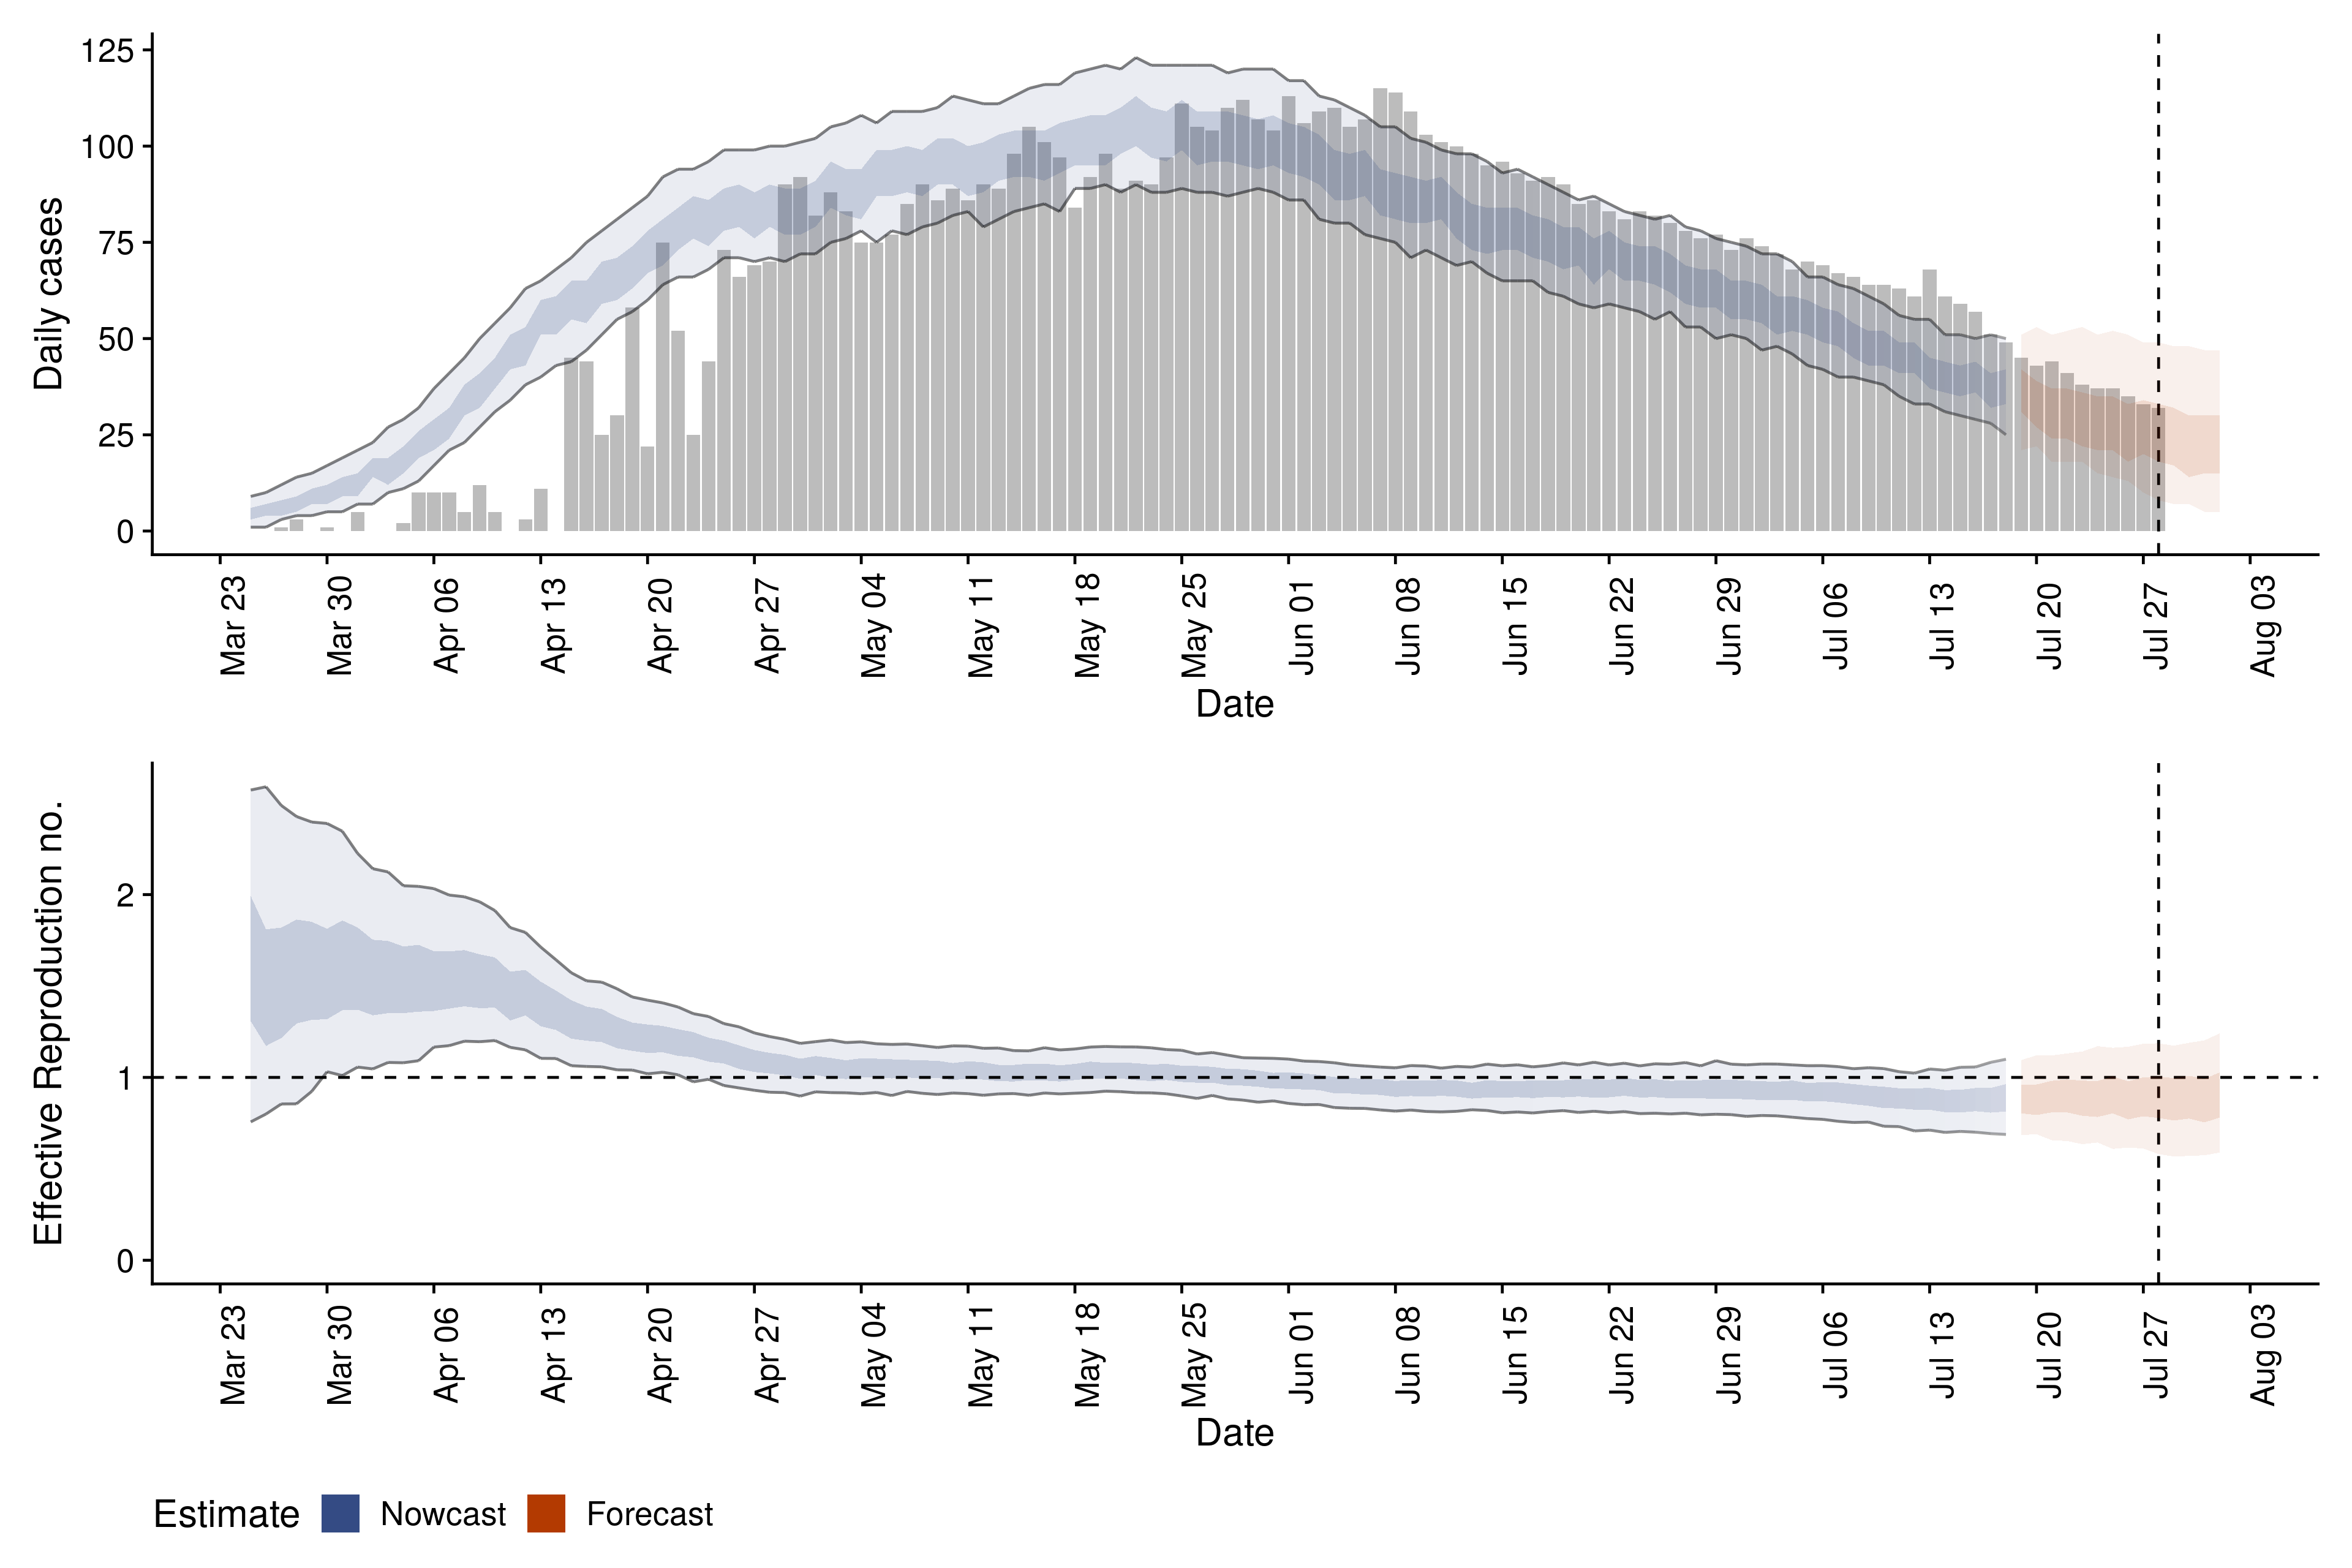 Daily cases
125
100
75
50
25
0
Mar 23
Mar 30
Apr 06
Apr 13
Apr 20
Apr 27
May 04
May 11
May 18
May 25
Jun 01
Jun 08
Jun 15
Jun 22
Jun 29
Jul 06
Jul 13
Jul 20
Jul 27
Aug 03
Date
Effective Reproduction no.
2
1
0
Mar 23
Mar 30
Apr 06
Apr 13
Apr 20
Apr 27
May 04
May 11
May 18
May 25
Jun 01
Jun 08
Jun 15
Jun 22
Jun 29
Jul 06
Jul 13
Jul 20
Jul 27
Aug 03
Date
Estimate Nowcast Forecast